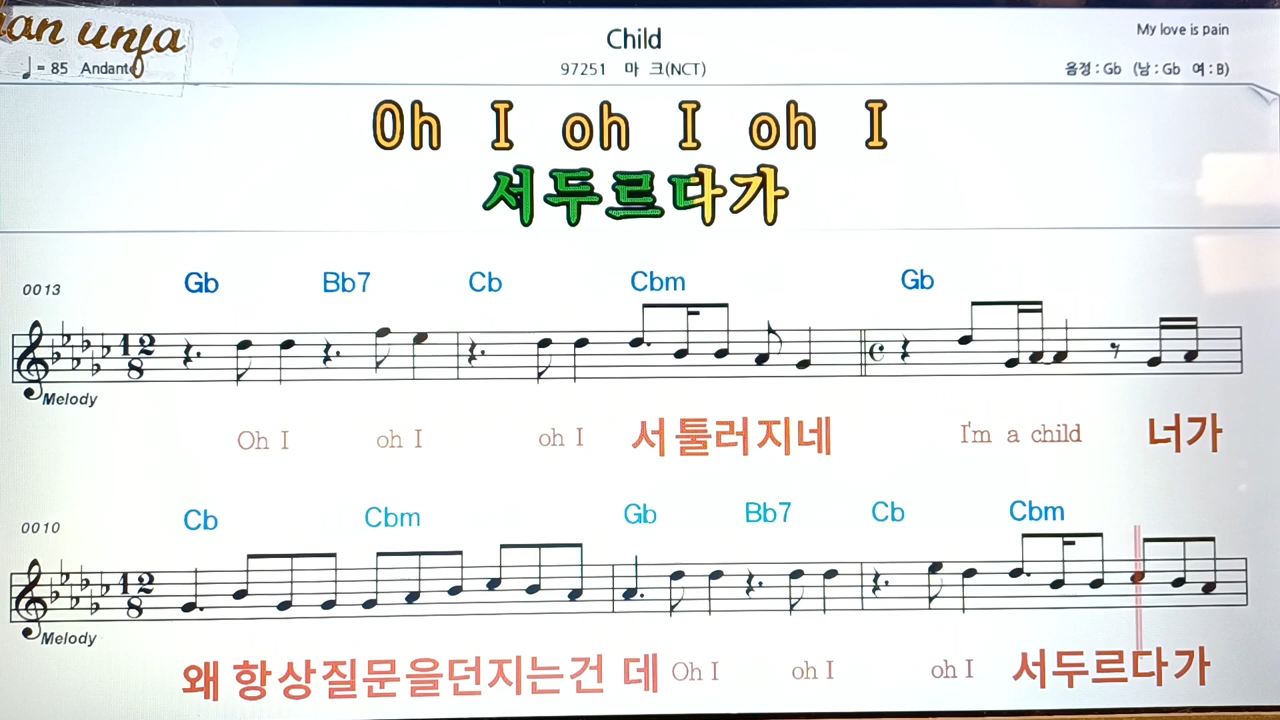 Child
My love is pain
♩= 85 Andante
97251 마 크(NCT)
음정 : Gb (남 : Gb 여 : B)
Oh I oh I oh I
서두르다가
0013
Gb Bb7 Cb Cbm Gb
12
8
Melody
Oh I oh I oh I 서툴러지네 I'm a child 너가
0010
Cb Cbm Gb Bb7 Cb Cbm
12
8
Melody
왜 항상질문을던지는건 데 Oh I oh I oh I 서두르다가